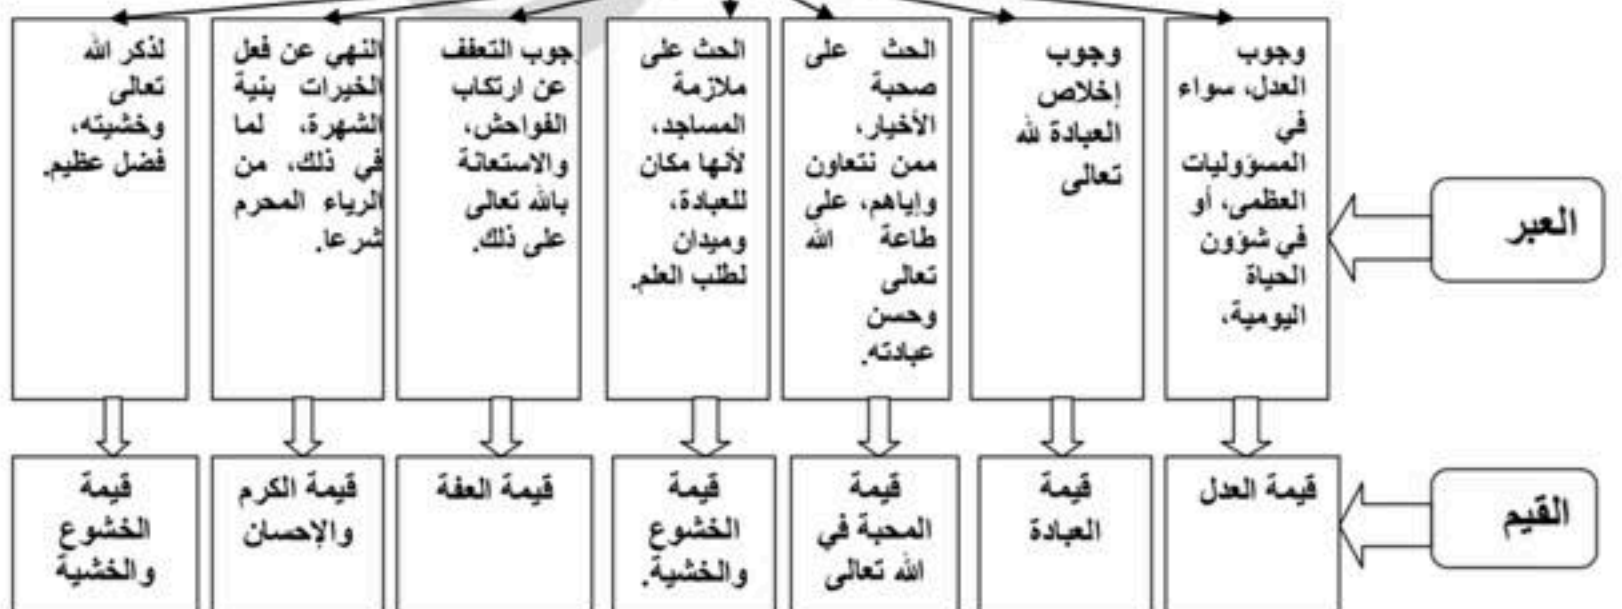 العبر
وجوب
العدل، سواء
في
المسؤوليات
العظمى، أو
في شؤون
الحياة
اليومية،
وجوب
إخلاص
العبادة لله
تعالى
الحث على
صحبة
الأخيار،
ممن نتعاون
وإياهم، على
طاعة الله
تعالى
وحسن
عبادته.
الحث على
ملازمة
المساجد،
لأنها مكان
للعبادة،
وميدان
لطلب العلم.
جوب التعفف
عن ارتكاب
الفواحش،
والاستعانة
بالله تعالى
على ذلك.
النهي عن فعل
الخيرات بنية
الشهرة، لما
في ذلك، من
الرياء المحرم
شرعا.
لذكر الله
تعالى
وخشيته،
فضل عظيم.
القيم
قيمة العدل
قيمة
العبادة
قيمة
المحبة في
الله تعالى
قيمة
الخشوع
والخشية.
قيمة العفة
قيمة الكرم
والإحسان
قيمة
الخشوع
والخشية